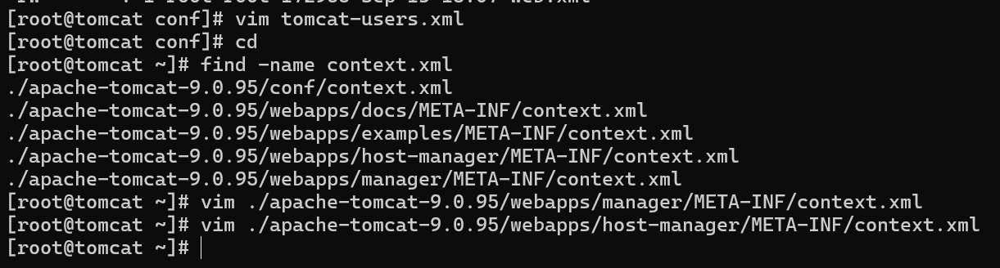 [root@tomcat conf]# vim tomcat-users.xml
[root@tomcat conf]# cd
[root@tomcat ~]# find -name context.xml
./apache-tomcat-9.0.95/conf/context.xml
./apache-tomcat-9.0.95/webapps/docs/META-INF/context.xml
./apache-tomcat-9.0.95/webapps/examples/META-INF/context.xml
./apache-tomcat-9.0.95/webapps/host-manager/META-INF/context.xml
./apache-tomcat-9.0.95/webapps/manager/META-INF/context.xml
[root@tomcat ~]# vim ./apache-tomcat-9.0.95/webapps/manager/META-INF/context.xml
[root@tomcat ~]# vim ./apache-tomcat-9.0.95/webapps/host-manager/META-INF/context.xml
[root@tomcat ~]#